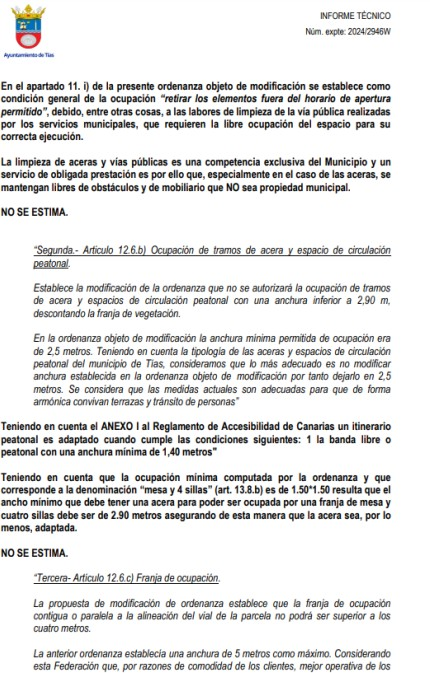 INFORME TÉCNICO
Núm. expte: 2024/2946W
Ayuntamiento de Tías
En el apartado 11. i) de la presente ordenanza objeto de modificación se establece como
condición general de la ocupación “retirar los elementos fuera del horario de apertura
permitido”, debido, entre otras cosas, a las labores de limpieza de la vía pública realizadas
por los servicios municipales, que requieren la libre ocupación del espacio para su
correcta ejecución.
La limpieza de aceras y vías públicas es una competencia exclusiva del Municipio y un
servicio de obligada prestación es por ello que, especialmente en el caso de las aceras, se
mantengan libres de obstáculos y de mobiliario que NO sea propiedad municipal.
NO SE ESTIMA.
“Segunda.- Articulo 12.6.b) Ocupación de tramos de acera y espacio de circulación
peatonal.
Establece la modificación de la ordenanza que no se autorizará la ocupación de tramos
de acera y espacios de circulación peatonal con una anchura inferior a 2,90 m,
descontando la franja de vegetación.
En la ordenanza objeto de modificación la anchura mínima permitida de ocupación era
de 2,5 metros. Teniendo en cuenta la tipología de las aceras y espacios de circulación
peatonal del municipio de Tías, consideramos que lo más adecuado es no modificar
anchura establecida en la ordenanza objeto de modificación por tanto dejarlo en 2,5
metros. Se considera que las medidas actuales son adecuadas para que de forma
armónica convivan terrazas y tránsito de personas”
Teniendo en cuenta el ANEXO I al Reglamento de Accesibilidad de Canarias un itinerario
peatonal es adaptado cuando cumple las condiciones siguientes: 1 la banda libre o
peatonal con una anchura mínima de 1,40 metros"
Teniendo en cuenta que la ocupación mínima computada por la ordenanza y que
corresponde a la denominación “mesa y 4 sillas” (art. 13.8.b) es de 1.50*1.50 resulta que el
ancho mínimo que debe tener una acera para poder ser ocupada por una franja de mesa y
cuatro sillas debe ser de 2.90 metros asegurando de esta manera que la acera sea, por lo
menos, adaptada.
NO SE ESTIMA.
“Tercera- Articulo 12.6.c) Franja de ocupación.
La propuesta de modificación de ordenanza establece que la franja de ocupación
contigua o paralela a la alineación del vial de la parcela no podrá ser superior a los
cuatro metros.
La anterior ordenanza establecía una anchura de 5 metros como máximo. Considerando
esta Federación que, por razones de comodidad de los clientes, mejor operativa de los